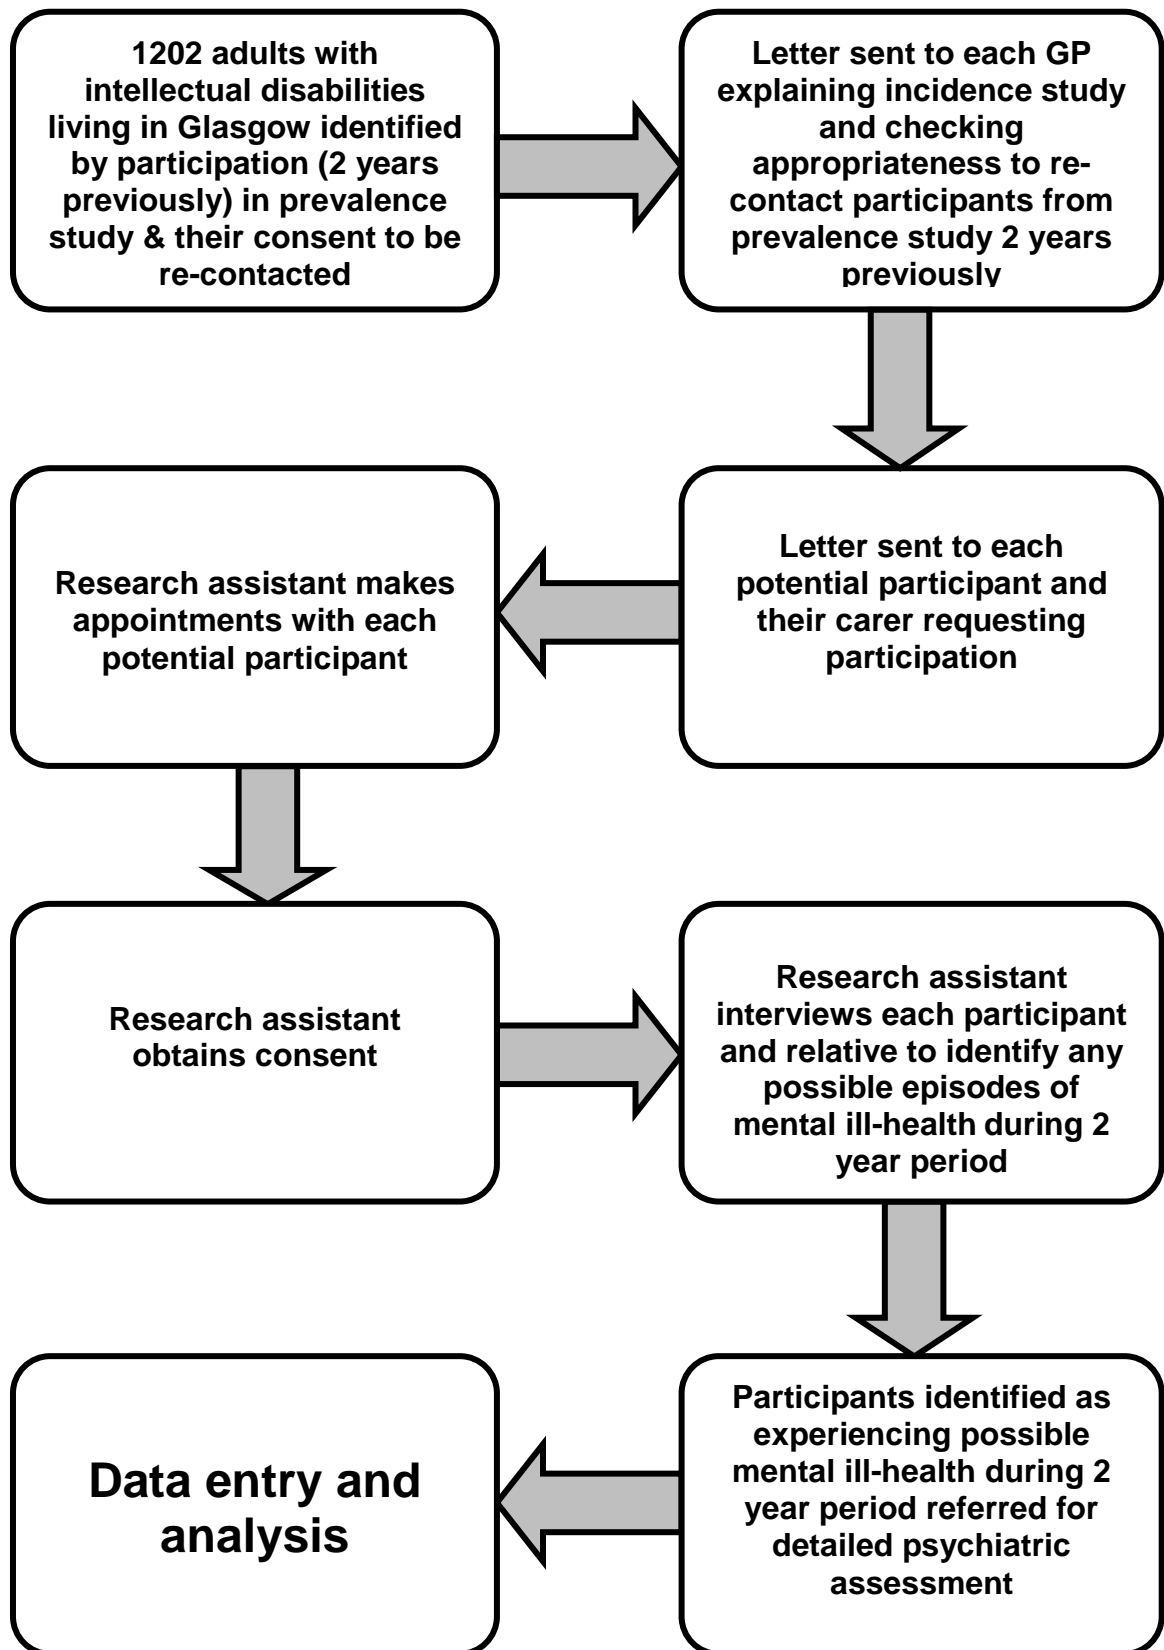 1202 adults with
intellectual disabilities
living in Glasgow identified
by participation (2 years
previously) in prevalence
study & their consent to be
re-contacted
Letter sent to each GP
explaining incidence study
and checking
appropriateness to re-
contact participants from
prevalence study 2 years
previously
Letter sent to each
potential participant and
their carer requesting
participation
Research assistant makes
appointments with each
potential participant
Research assistant
obtains consent
Research assistant
interviews each participant
and relative to identify any
possible episodes of
mental ill-health during 2
year period
Participants identified as
experiencing possible
mental ill-health during 2
year period referred for
detailed psychiatric
assessment
Data entry and
analysis